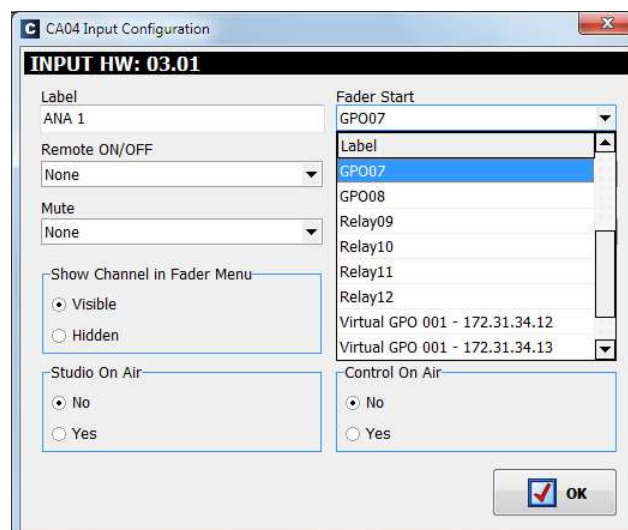 CA04 Input Configuration
INPUT HW: 03.01
Label
ANA 1
Fader Start
GPO07
Remote ON/OFF
None
Mute
None
Label
GPO07
GPO08
Relay09
Relay10
Relay11
Relay12
Virtual GPO 001 - 172.31.34.12
Virtual GPO 001 - 172.31.34.13
Show Channel in Fader Menu
Visible
Hidden
Studio On Air
No
Yes
Control On Air
No
Yes
OK